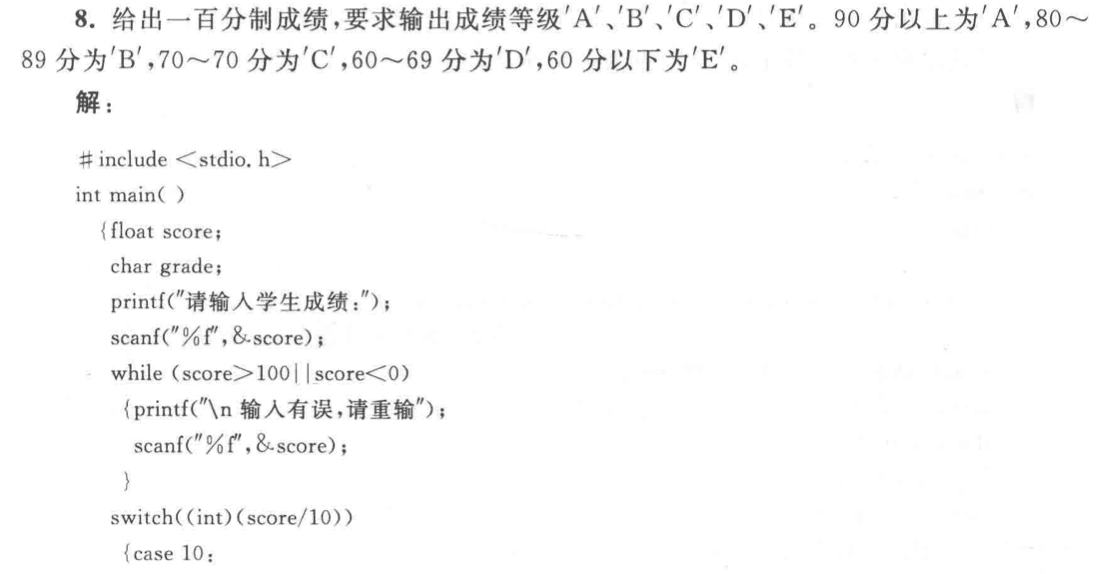 8. 给出一百分制成绩,要求输出成绩等级'A'、'B'、'C'、'D'、'E'。90 分以上为'A',80～
89 分为'B',70～70 分为'C',60～69 分为'D',60 分以下为'E'。
解：
#include <stdio.h>
int main( )
{float score;
char grade;
printf("请输入学生成绩:");
scanf("%f",&score);
while (score>100||score<0)
{printf("\n 输入有误,请重输");
scanf("%f",&score);
}
switch((int)(score/10))
{case 10: